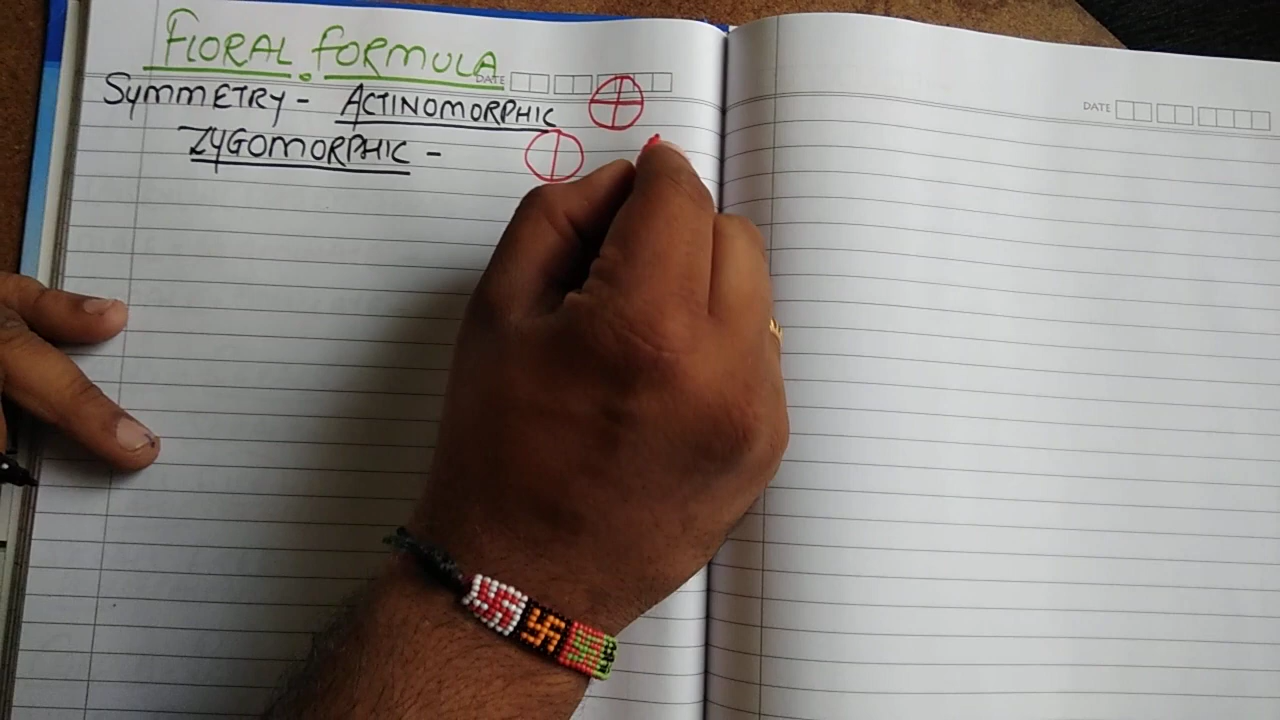 FLORAL FORMULA
DATE
SYmmETRY - ACTINOMORPHIC
ZYGOMORPHIC -
DATE